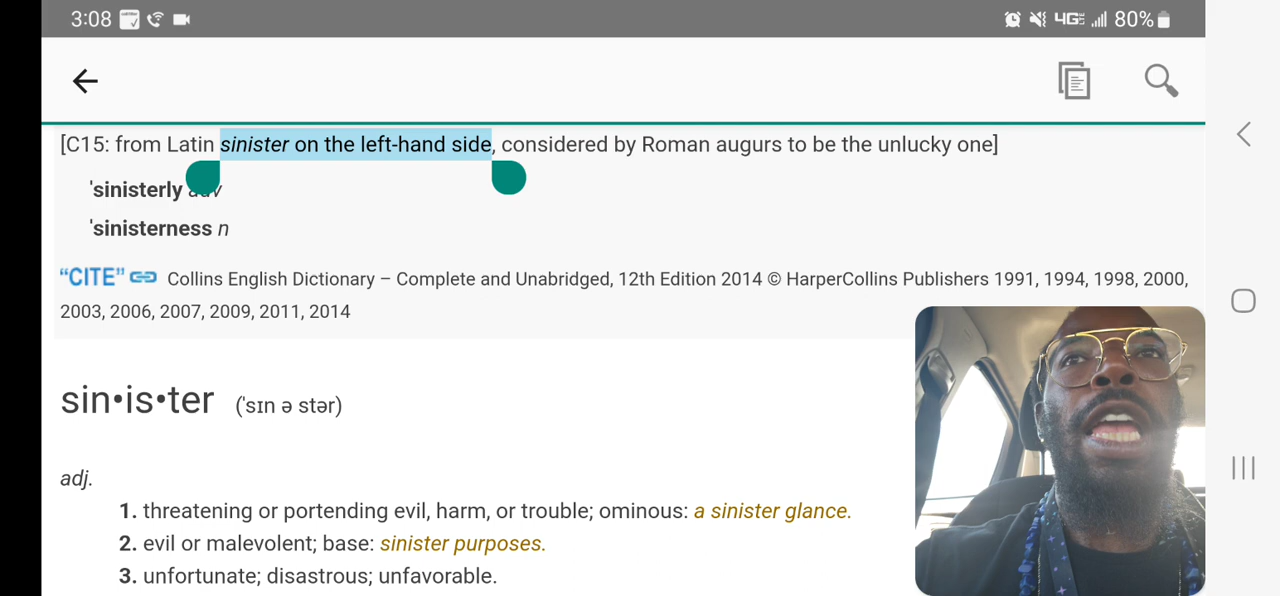 3:08 4GE 80%
[C15: from Latin sinister on the left-hand side, considered by Roman augurs to be the unlucky one]
ˈsinisterly adv
ˈsinisterness n
“CITE” Collins English Dictionary – Complete and Unabridged, 12th Edition 2014 © HarperCollins Publishers 1991, 1994, 1998, 2000,
2003, 2006, 2007, 2009, 2011, 2014
sin•is•ter (ˈsɪn ə stər)
adj.
1. threatening or portending evil, harm, or trouble; ominous: a sinister glance.
2. evil or malevolent; base: sinister purposes.
3. unfortunate; disastrous; unfavorable.